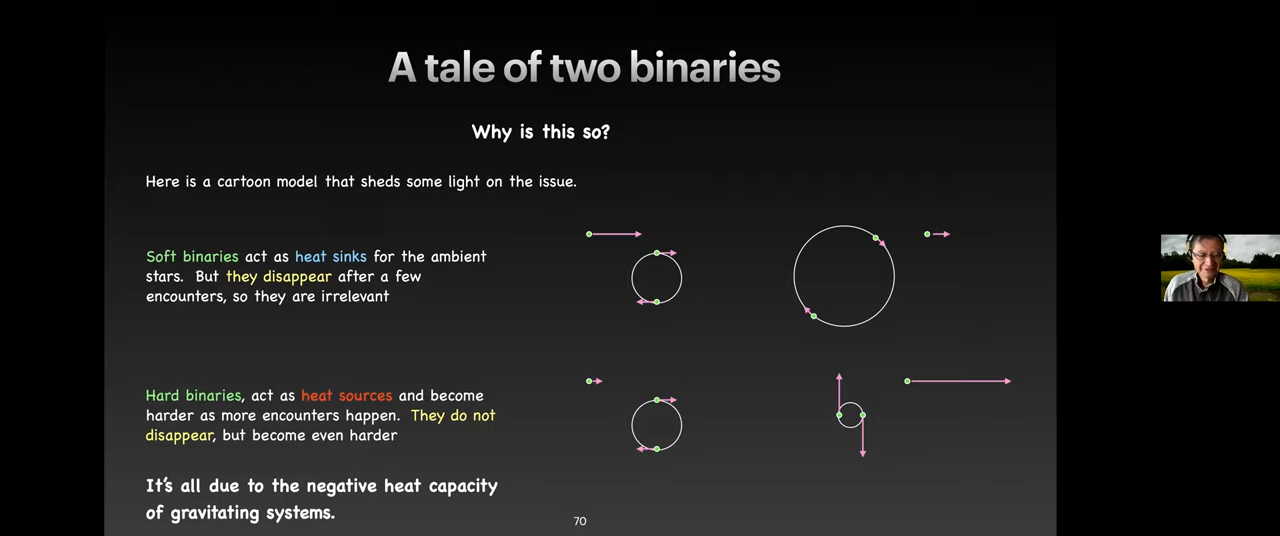 A tale of two binaries
Why is this so?
Here is a cartoon model that sheds some light on the issue.
Soft binaries act as heat sinks for the ambient
stars. But they disappear after a few
encounters, so they are irrelevant
Hard binaries, act as heat sources and become
harder as more encounters happen. They do not
disappear, but become even harder
It's all due to the negative heat capacity
of gravitating systems.
70